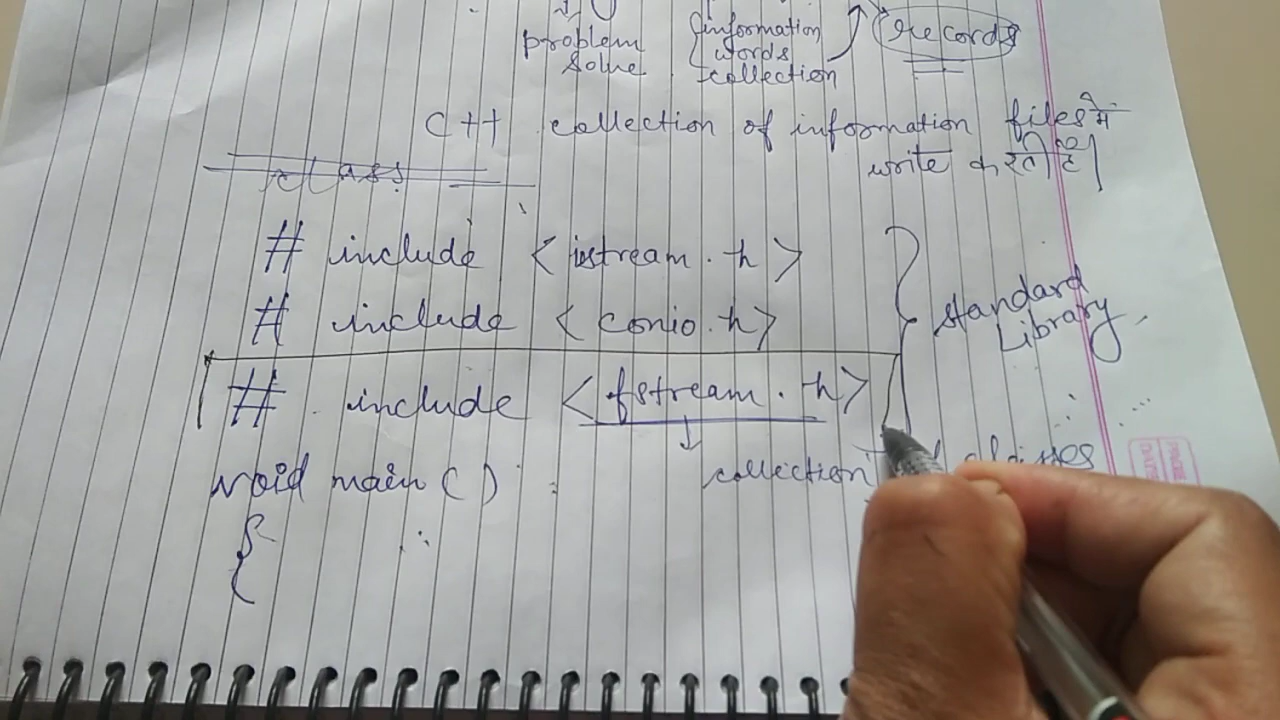 problem information records
solve words
collection
C++ collection of information files में
write करती है।
class
# include < iostream . h >
# include < conio . h >
standard Library
# include < fstream . h >
void main ( )
collection
{